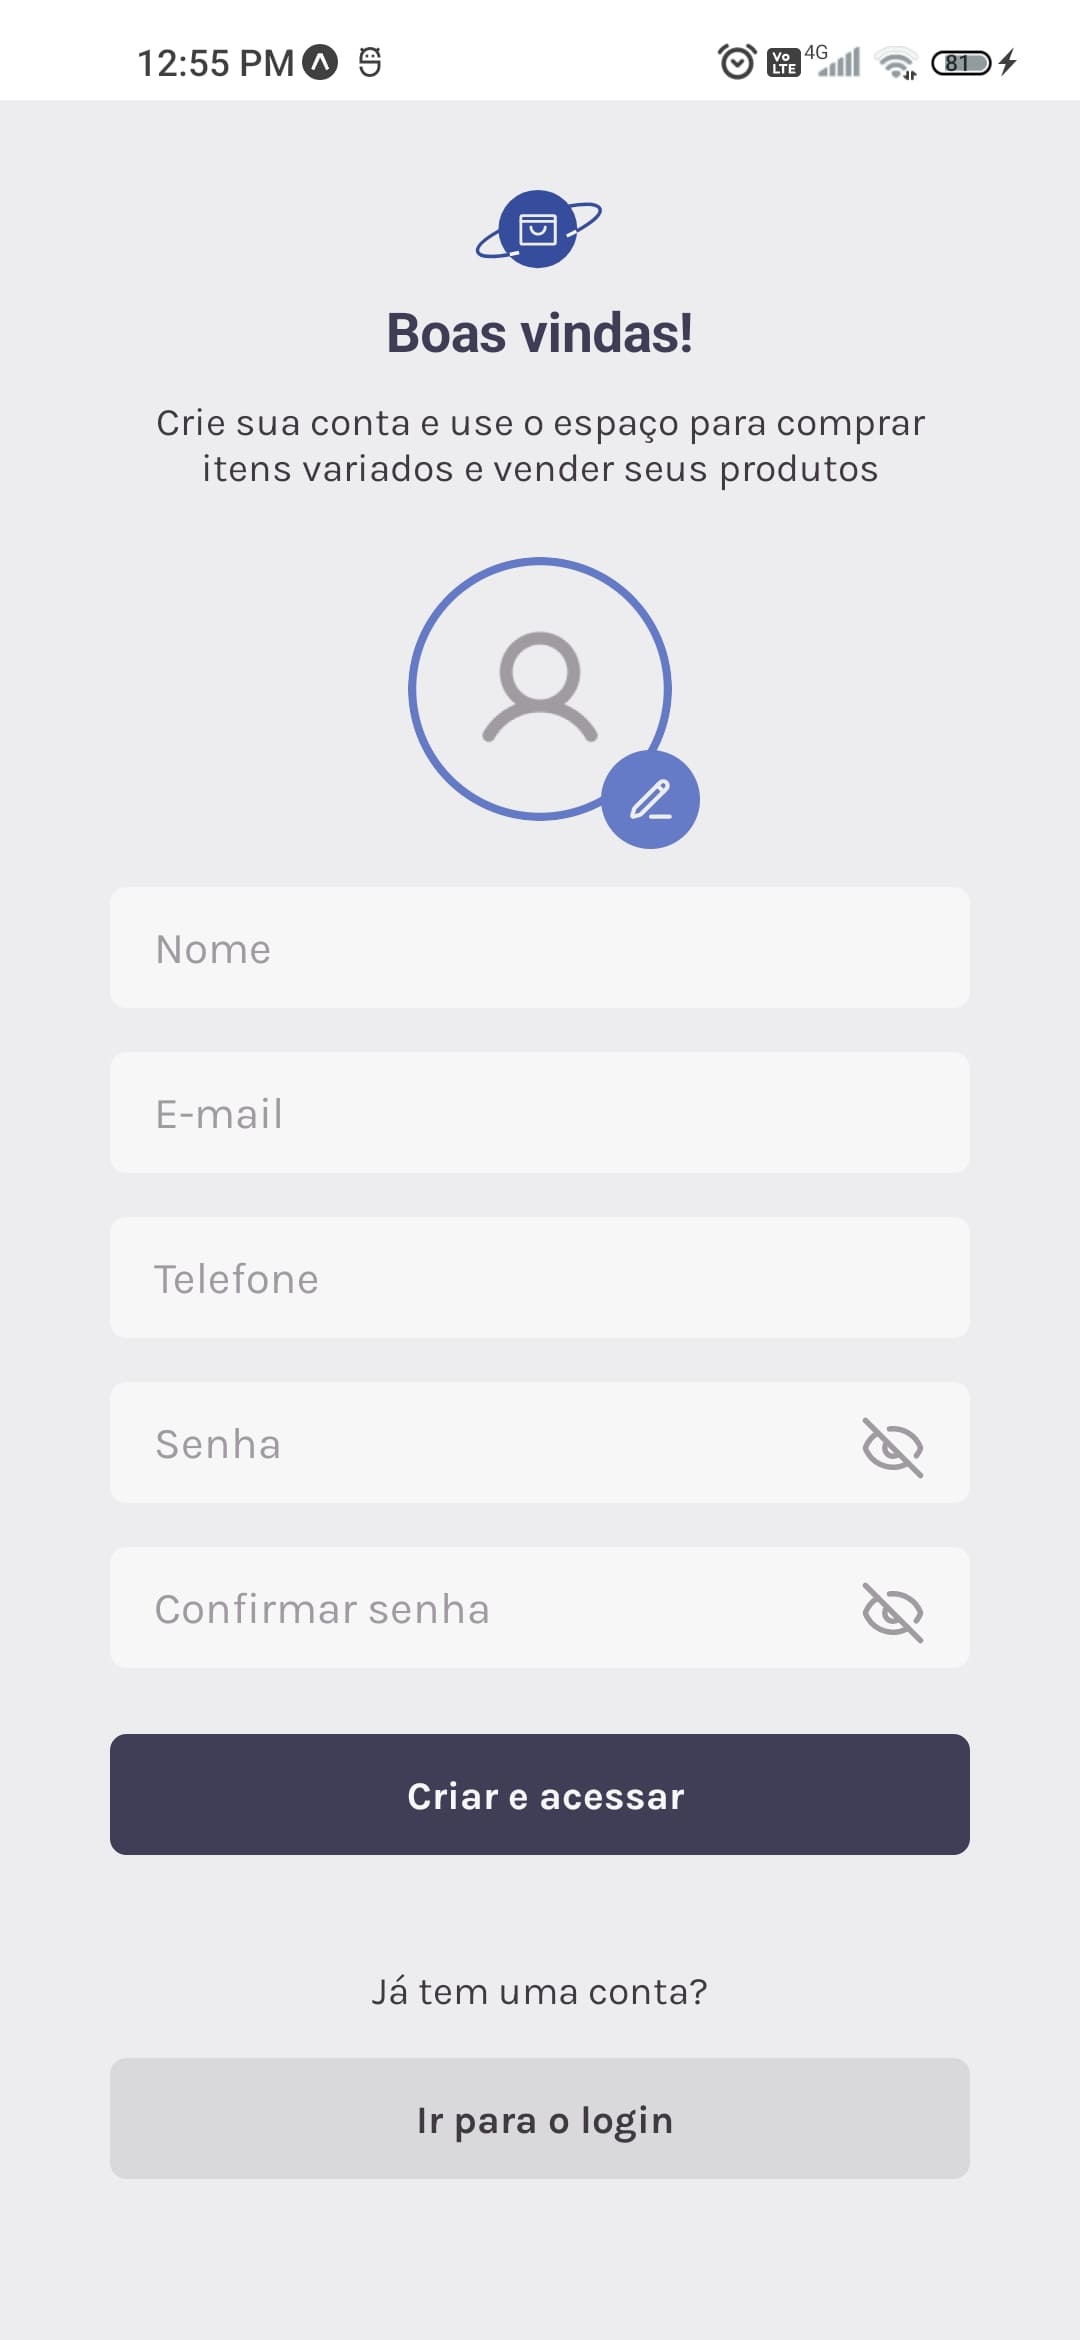 12:55 PM
Vo LTE 4G 81
Boas vindas!
Crie sua conta e use o espaço para comprar
itens variados e vender seus produtos
Nome
E-mail
Telefone
Senha
Confirmar senha
Criar e acessar
Já tem uma conta?
Ir para o login